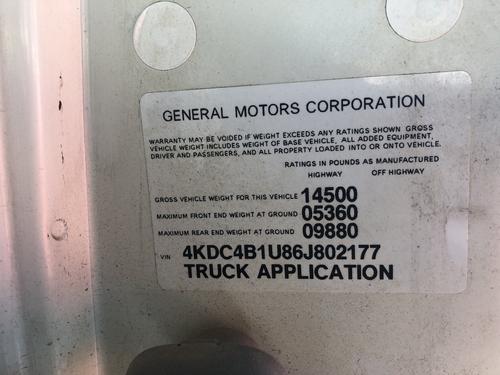 GENERAL MOTORS CORPORATION
WARRANTY MAY BE VOIDED IF WEIGHT EXCEEDS ANY RATINGS SHOWN GROSS
VEHICLE WEIGHT INCLUDES WEIGHT OF BASE VEHICLE, ALL ADDED EQUIPMENT,
DRIVER AND PASSENGERS, AND ALL PROPERTY LOADED INTO OR ONTO VEHICLE.
RATINGS IN POUNDS AS MANUFACTURED
HIGHWAY OFF HIGHWAY
GROSS VEHICLE WEIGHT FOR THIS VEHICLE 14500
MAXIMUM FRONT END WEIGHT AT GROUND 05360
MAXIMUM REAR END WEIGHT AT GROUND 09880
VIN 4KDC4B1U86J802177
TRUCK APPLICATION